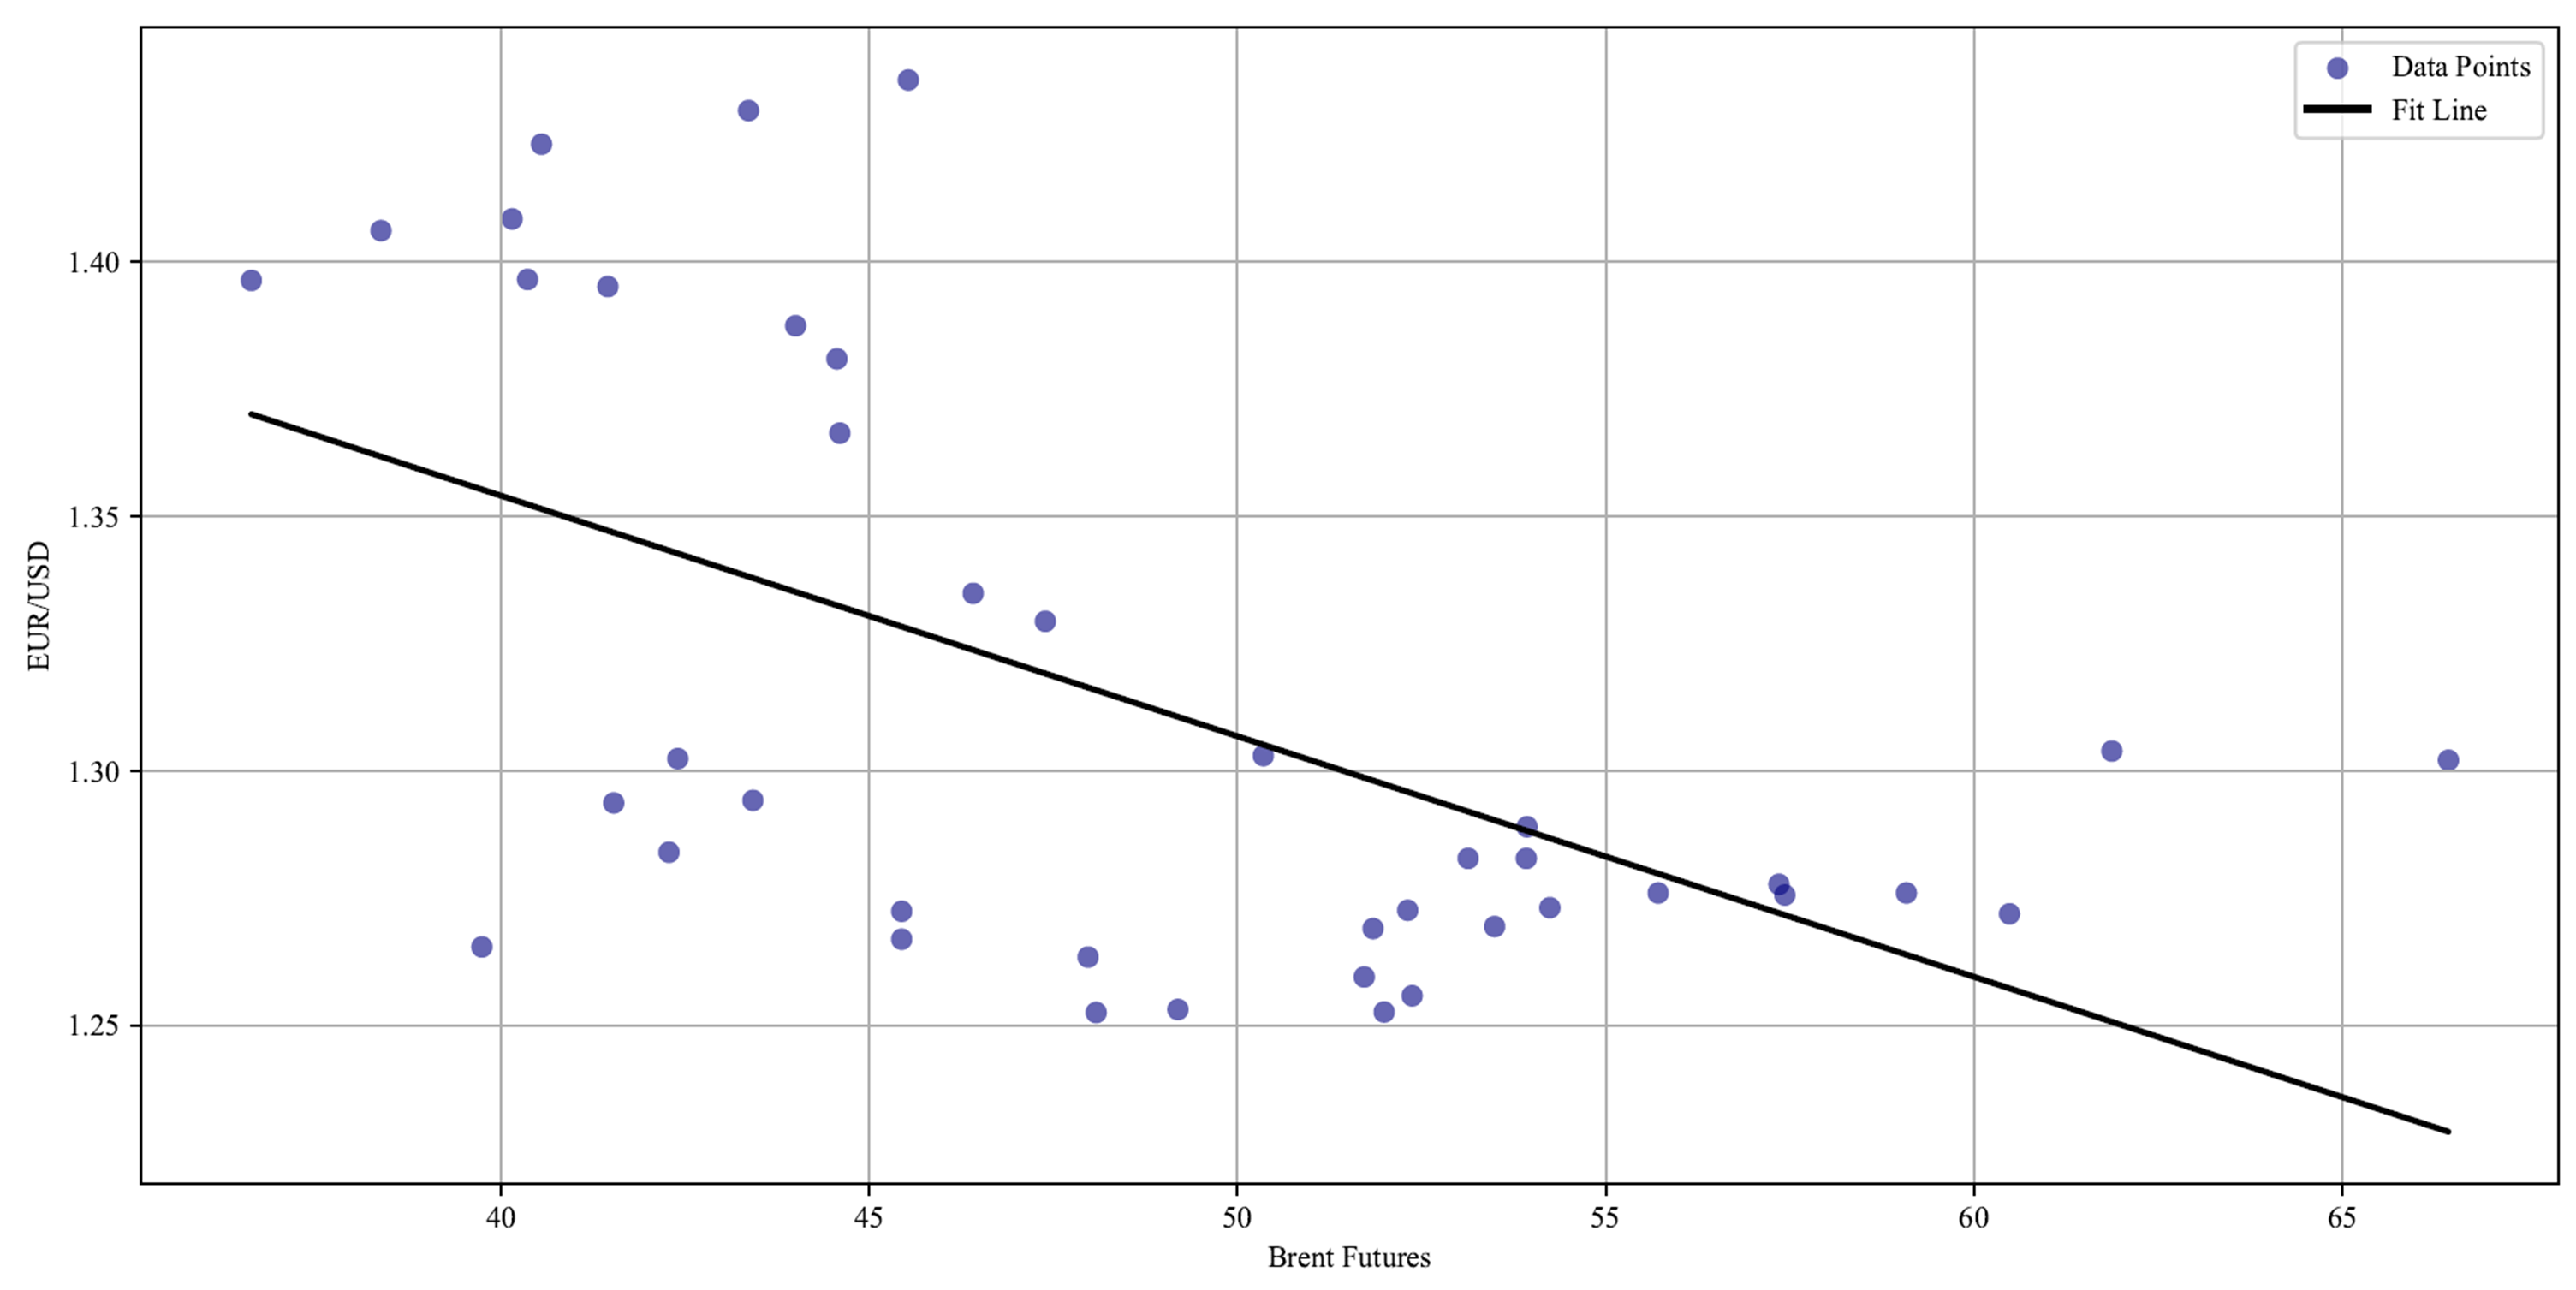 Data Points
Fit Line
1.40
1.35
1.30
1.25
EUR/USD
40 45 50 55 60 65
Brent Futures